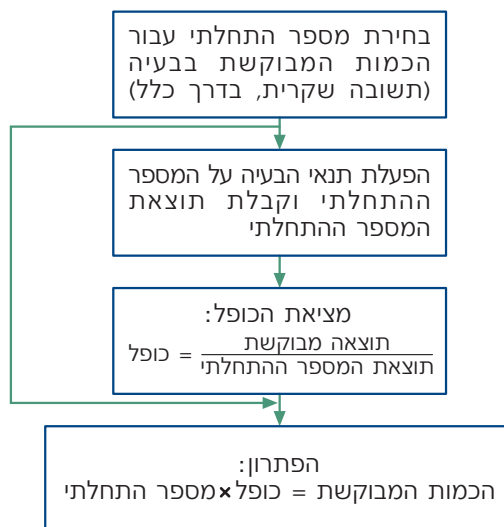 בחירת מספר התחלתי עבור
הכמות המבוקשת בבעיה
(תשובה שקרית, בדרך כלל)
הפעלת תנאי הבעיה על המספר
ההתחלתי וקבלת תוצאת
המספר ההתחלתי
מציאת הכופל:
כופל = תוצאה מבוקשת / תוצאת המספר ההתחלתי
הפתרון:
הכמות המבוקשת = כופל×מספר התחלתי